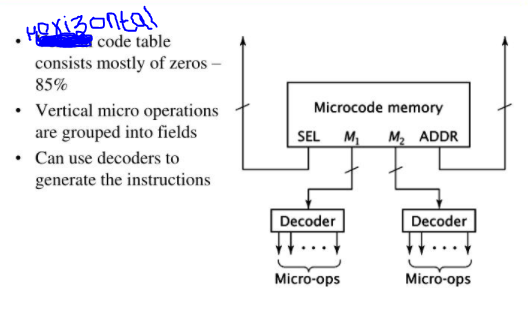 Horizontal
• code table
consists mostly of zeros –
85%
• Vertical micro operations
are grouped into fields
• Can use decoders to
generate the instructions
Microcode memory
SEL M₁ M₂ ADDR
Decoder Decoder
• • • • • •
Micro-ops Micro-ops